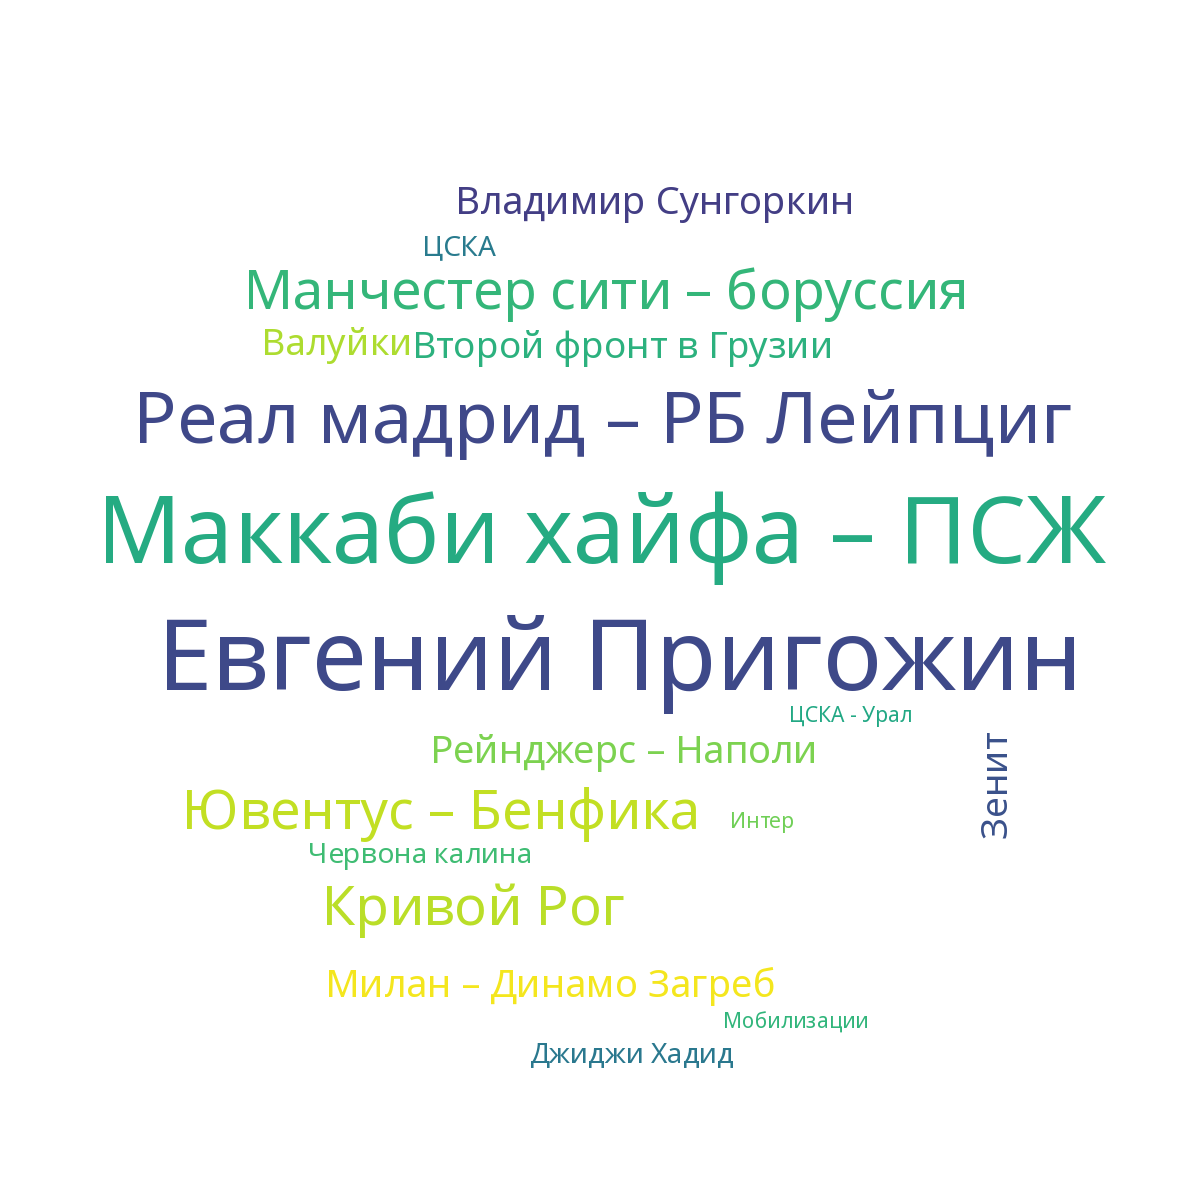 Владимир Сунгоркин
ЦСКА
Манчестер сити – боруссия
Валуйки
Второй фронт в Грузии
Реал мадрид – РБ Лейпциг
Маккаби хайфа – ПСЖ
Евгений Пригожин
ЦСКА - Урал
Рейнджерс – Наполи
Зенит
Ювентус – Бенфика
Интер
Червона калина
Кривой Рог
Милан – Динамо Загреб
Мобилизации
Джиджи Хадид